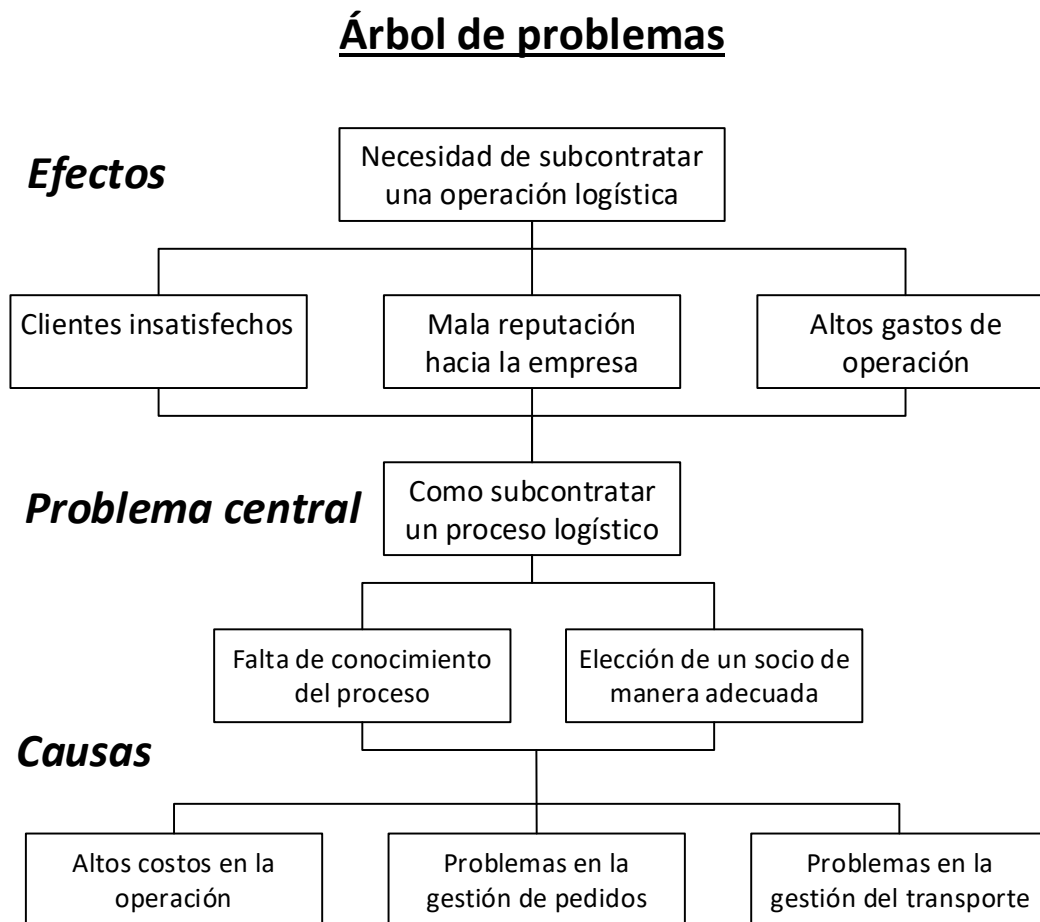 Árbol de problemas
Efectos
Necesidad de subcontratar
una operación logística
Clientes insatisfechos
Mala reputación
hacia la empresa
Altos gastos de
operación
Problema central
Como subcontratar
un proceso logístico
Falta de conocimiento
del proceso
Elección de un socio de
manera adecuada
Causas
Altos costos en la
operación
Problemas en la
gestión de pedidos
Problemas en la
gestión del transporte